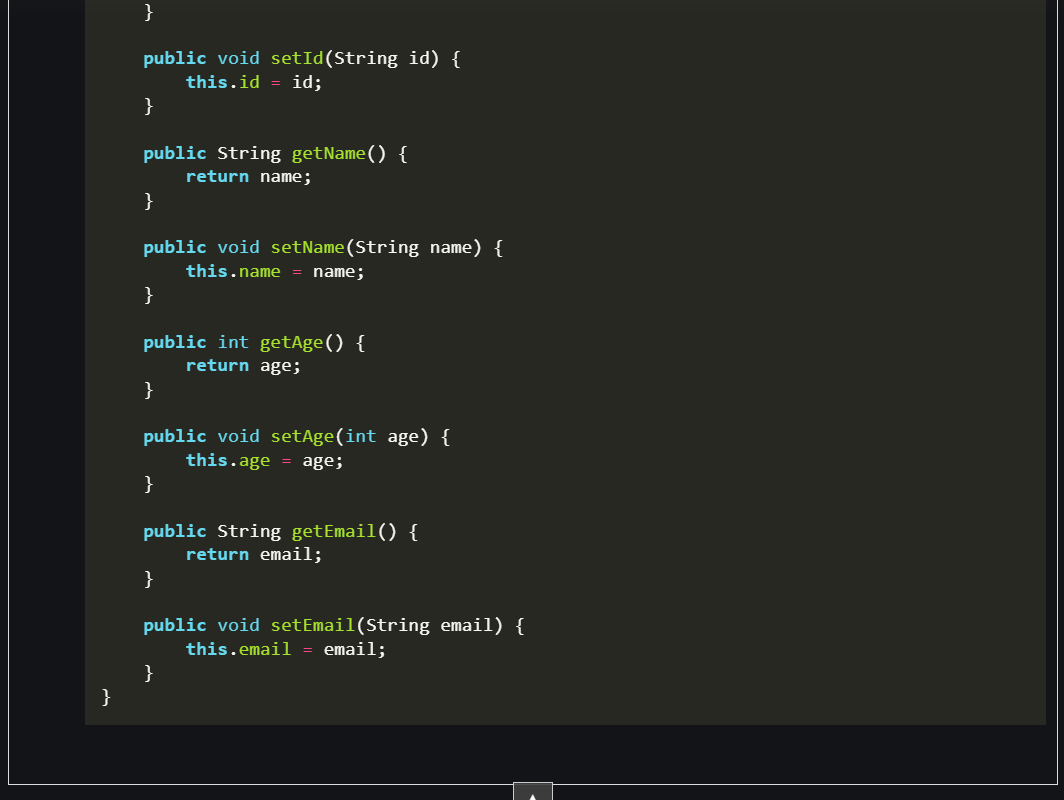 }

    public void setId(String id) {
        this.id = id;
    }

    public String getName() {
        return name;
    }

    public void setName(String name) {
        this.name = name;
    }

    public int getAge() {
        return age;
    }

    public void setAge(int age) {
        this.age = age;
    }

    public String getEmail() {
        return email;
    }

    public void setEmail(String email) {
        this.email = email;
    }
}